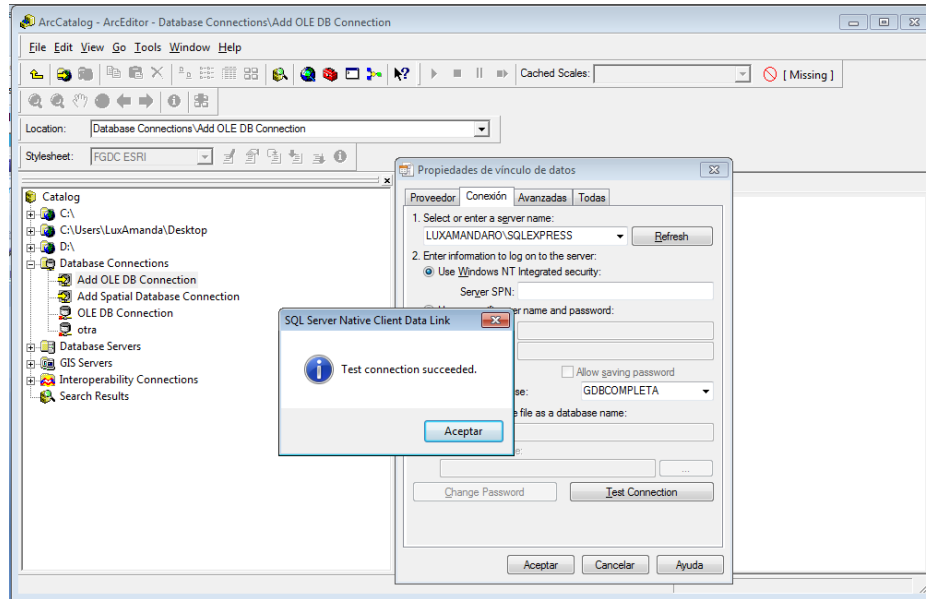 ArcCatalog - ArcEditor - Database Connections\Add OLE DB Connection
File Edit View Go Tools Window Help
Cached Scales: [ Missing ]
Location: Database Connections\Add OLE DB Connection
Stylesheet: FGDC ESRI
Catalog
C:\
C:\Users\LuxAmanda\Desktop
D:\
Database Connections
Add OLE DB Connection
Add Spatial Database Connection
OLE DB Connection
otra
Database Servers
GIS Servers
Interoperability Connections
Search Results
Propiedades de vínculo de datos
Proveedor Conexión Avanzadas Todas
1. Select or enter a server name:
LUXAMANDARO\SQLEXPRESS Refresh
2. Enter information to log on to the server:
Use Windows NT Integrated security:
Server SPN:
er name and password:
Allow saving password
se: GDBCOMPLETA
file as a database name:
...
Change Password Test Connection
Aceptar Cancelar Ayuda
SQL Server Native Client Data Link
Test connection succeeded.
Aceptar